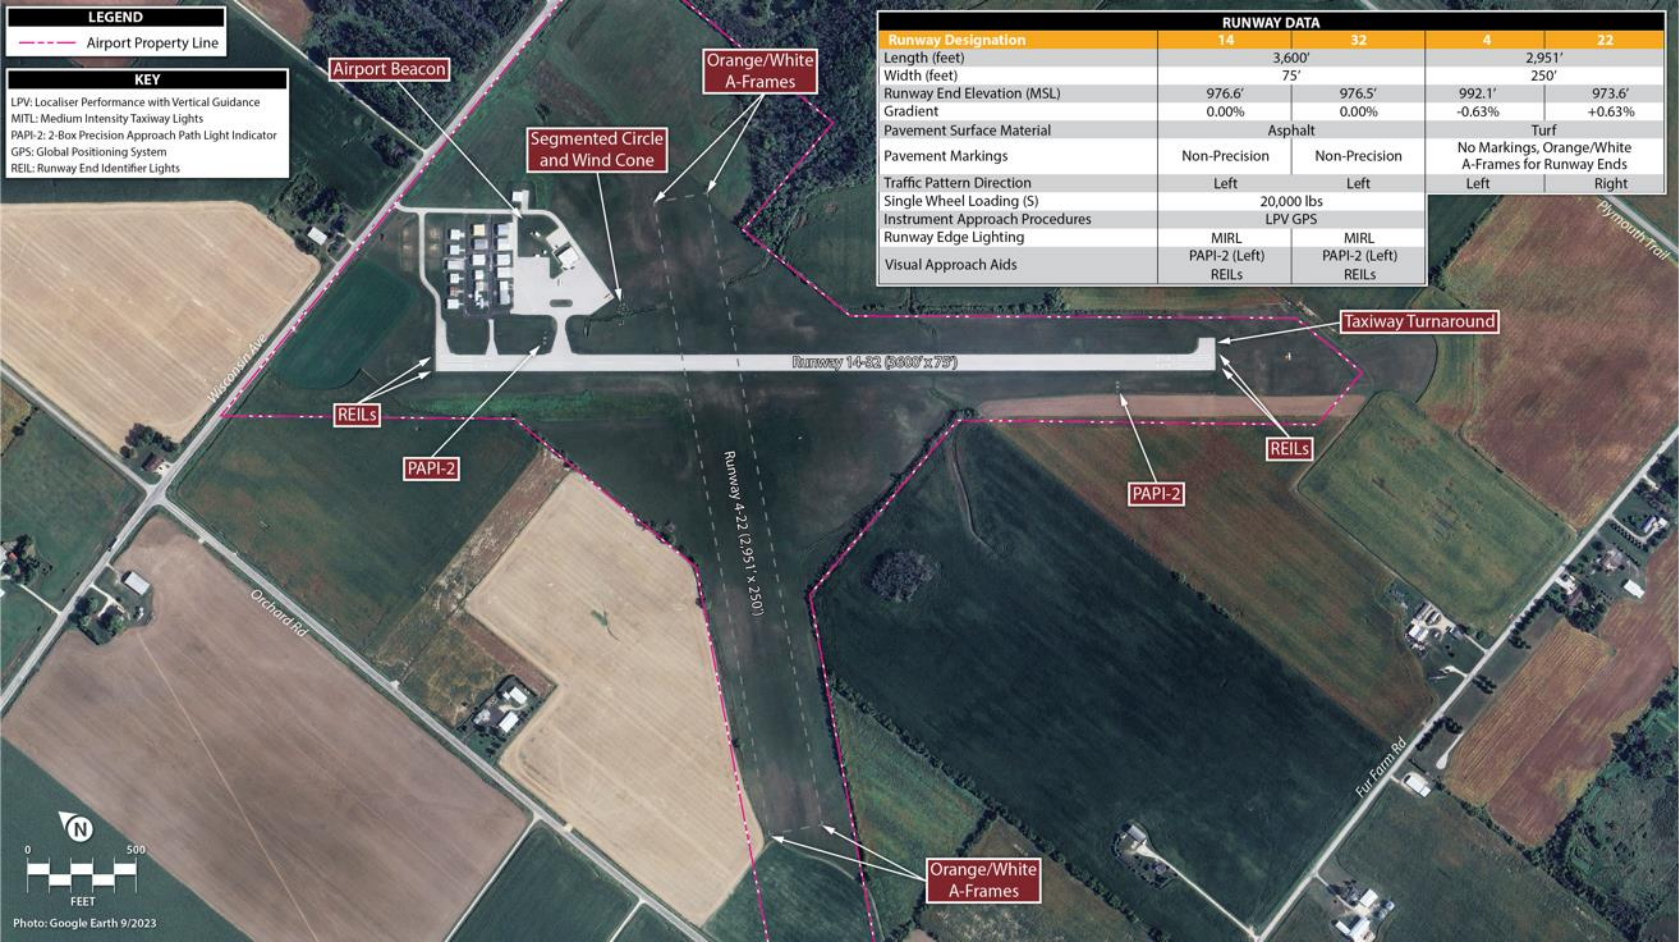 LEGEND
Airport Property Line
KEY
LPV: Localiser Performance with Vertical Guidance
MITL: Medium Intensity Taxiway Lights
PAPI-2: 2-Box Precision Approach Path Light Indicator
GPS: Global Positioning System
REIL: Runway End Identifier Lights
Airport Beacon
Orange/White
A-Frames
Segmented Circle
and Wind Cone
RUNWAY DATA
Runway Designation 14 32 4 22
Length (feet) 3,600' 2,951'
Width (feet) 75' 250'
Runway End Elevation (MSL) 976.6' 976.5' 992.1' 973.6'
Gradient 0.00% 0.00% -0.63% +0.63%
Pavement Surface Material Asphalt Turf
Pavement Markings Non-Precision Non-Precision No Markings, Orange/White
A-Frames for Runway Ends
Traffic Pattern Direction Left Left Left Right
Single Wheel Loading (S) 20,000 lbs
Instrument Approach Procedures LPV GPS
Runway Edge Lighting MIRL MIRL
Visual Approach Aids PAPI-2 (Left) PAPI-2 (Left)
REILs REILs
Plymouth Trail
Taxiway Turnaround
Runway 14-32 (3600' x 75')
Wisconsin Ave
REILs
PAPI-2
REILs
PAPI-2
Runway 4-22 (2,951' x 250')
Orchard Rd
Fur Farm Rd
Orange/White
A-Frames
N
0 500
FEET
Photo: Google Earth 9/2023